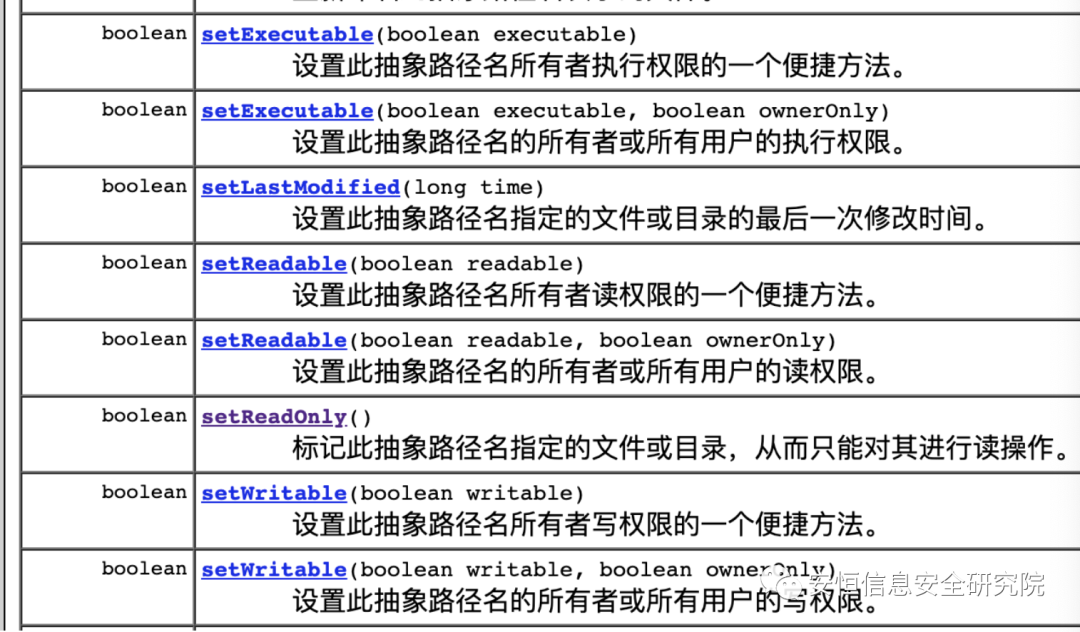 boolean setExecutable(boolean executable)
设置此抽象路径名所有者执行权限的一个便捷方法。
boolean setExecutable(boolean executable, boolean ownerOnly)
设置此抽象路径名的所有者或所有用户的执行权限。
boolean setLastModified(long time)
设置此抽象路径名指定的文件或目录的最后一次修改时间。
boolean setReadable(boolean readable)
设置此抽象路径名所有者读权限的一个便捷方法。
boolean setReadable(boolean readable, boolean ownerOnly)
设置此抽象路径名的所有者或所有用户的读权限。
boolean setReadOnly()
标记此抽象路径名指定的文件或目录，从而只能对其进行读操作。
boolean setWritable(boolean writable)
设置此抽象路径名所有者写权限的一个便捷方法。
boolean setWritable(boolean writable, boolean ownerOnly)
设置此抽象路径名的所有者或所有用户的写权限。
安恒信息安全研究院